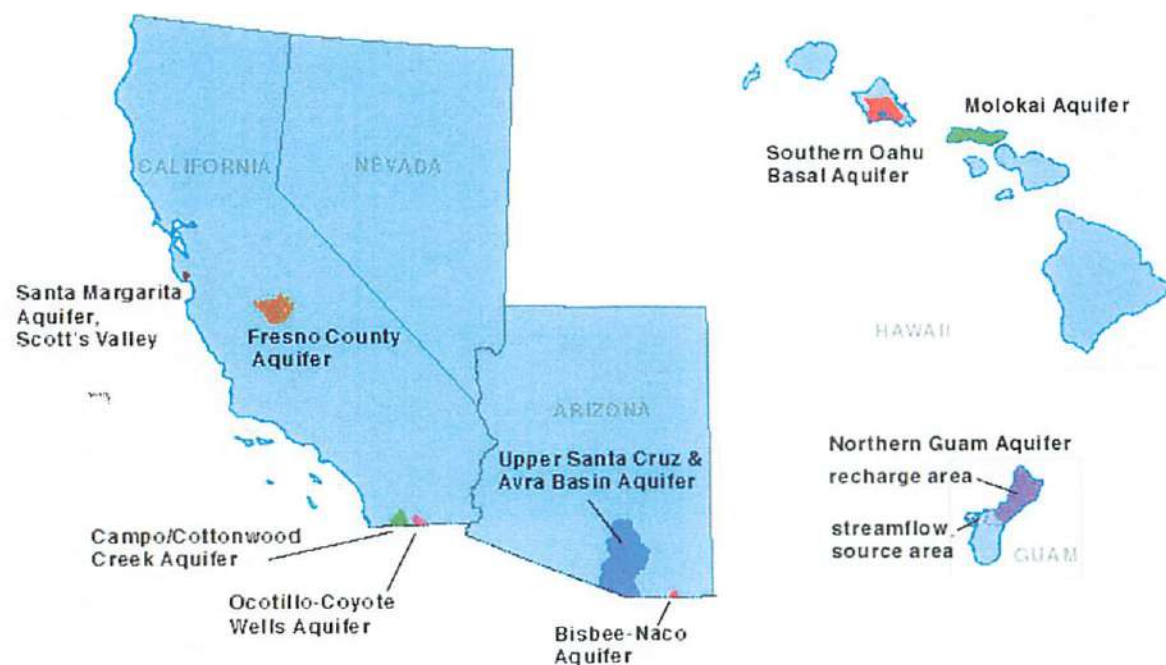 CALIFORNIA
NEVADA
Santa Margarita
Aquifer,
Scott's Valley
Fresno County
Aquifer
ARIZONA
Upper Santa Cruz &
Avra Basin Aquifer
Campo/Cottonwood
Creek Aquifer
Ocotillo-Coyote
Wells Aquifer
Bisbee-Naco
Aquifer
Molokai Aquifer
Southern Oahu
Basal Aquifer
HAWAII
Northern Guam Aquifer
recharge area
streamflow
source area
GUAM